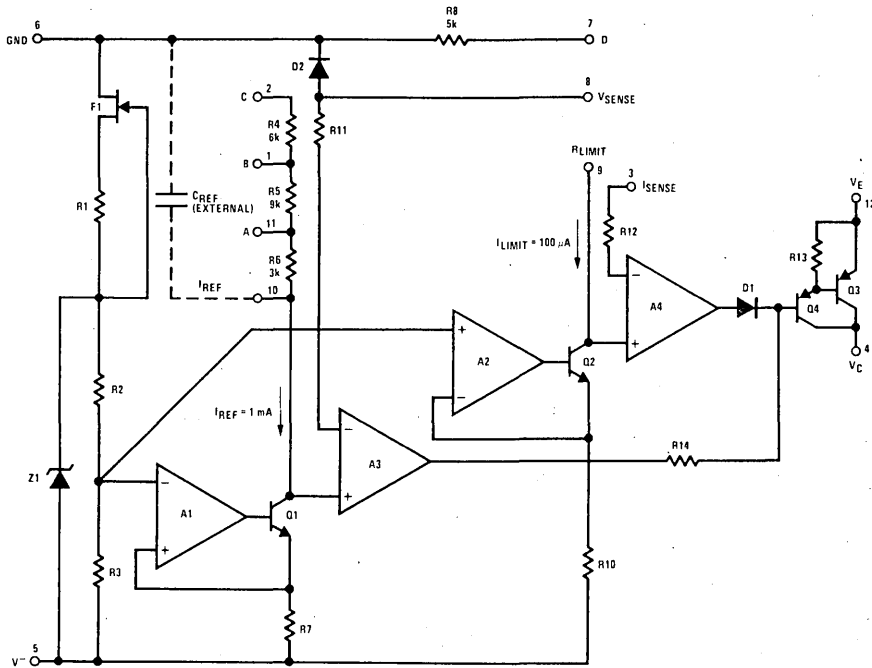 R8
5k
6
GND
7
D
D2
8
VSENSE
F1
C
2
R4
6k
R11
B
1
R5
9k
RLIMIT
9
3
ISENSE
VE
12
R1
CREF
(EXTERNAL)
A
11
R6
3k
ILIMIT = 100 μA
R12
R13
IREF
10
−
A4
+
D1
Q4
Q3
4
VC
+
A2
−
Q2
R2
IREF = 1 mA
−
A3
+
R14
Z1
−
A1
+
Q1
R3
R10
R7
5
V−